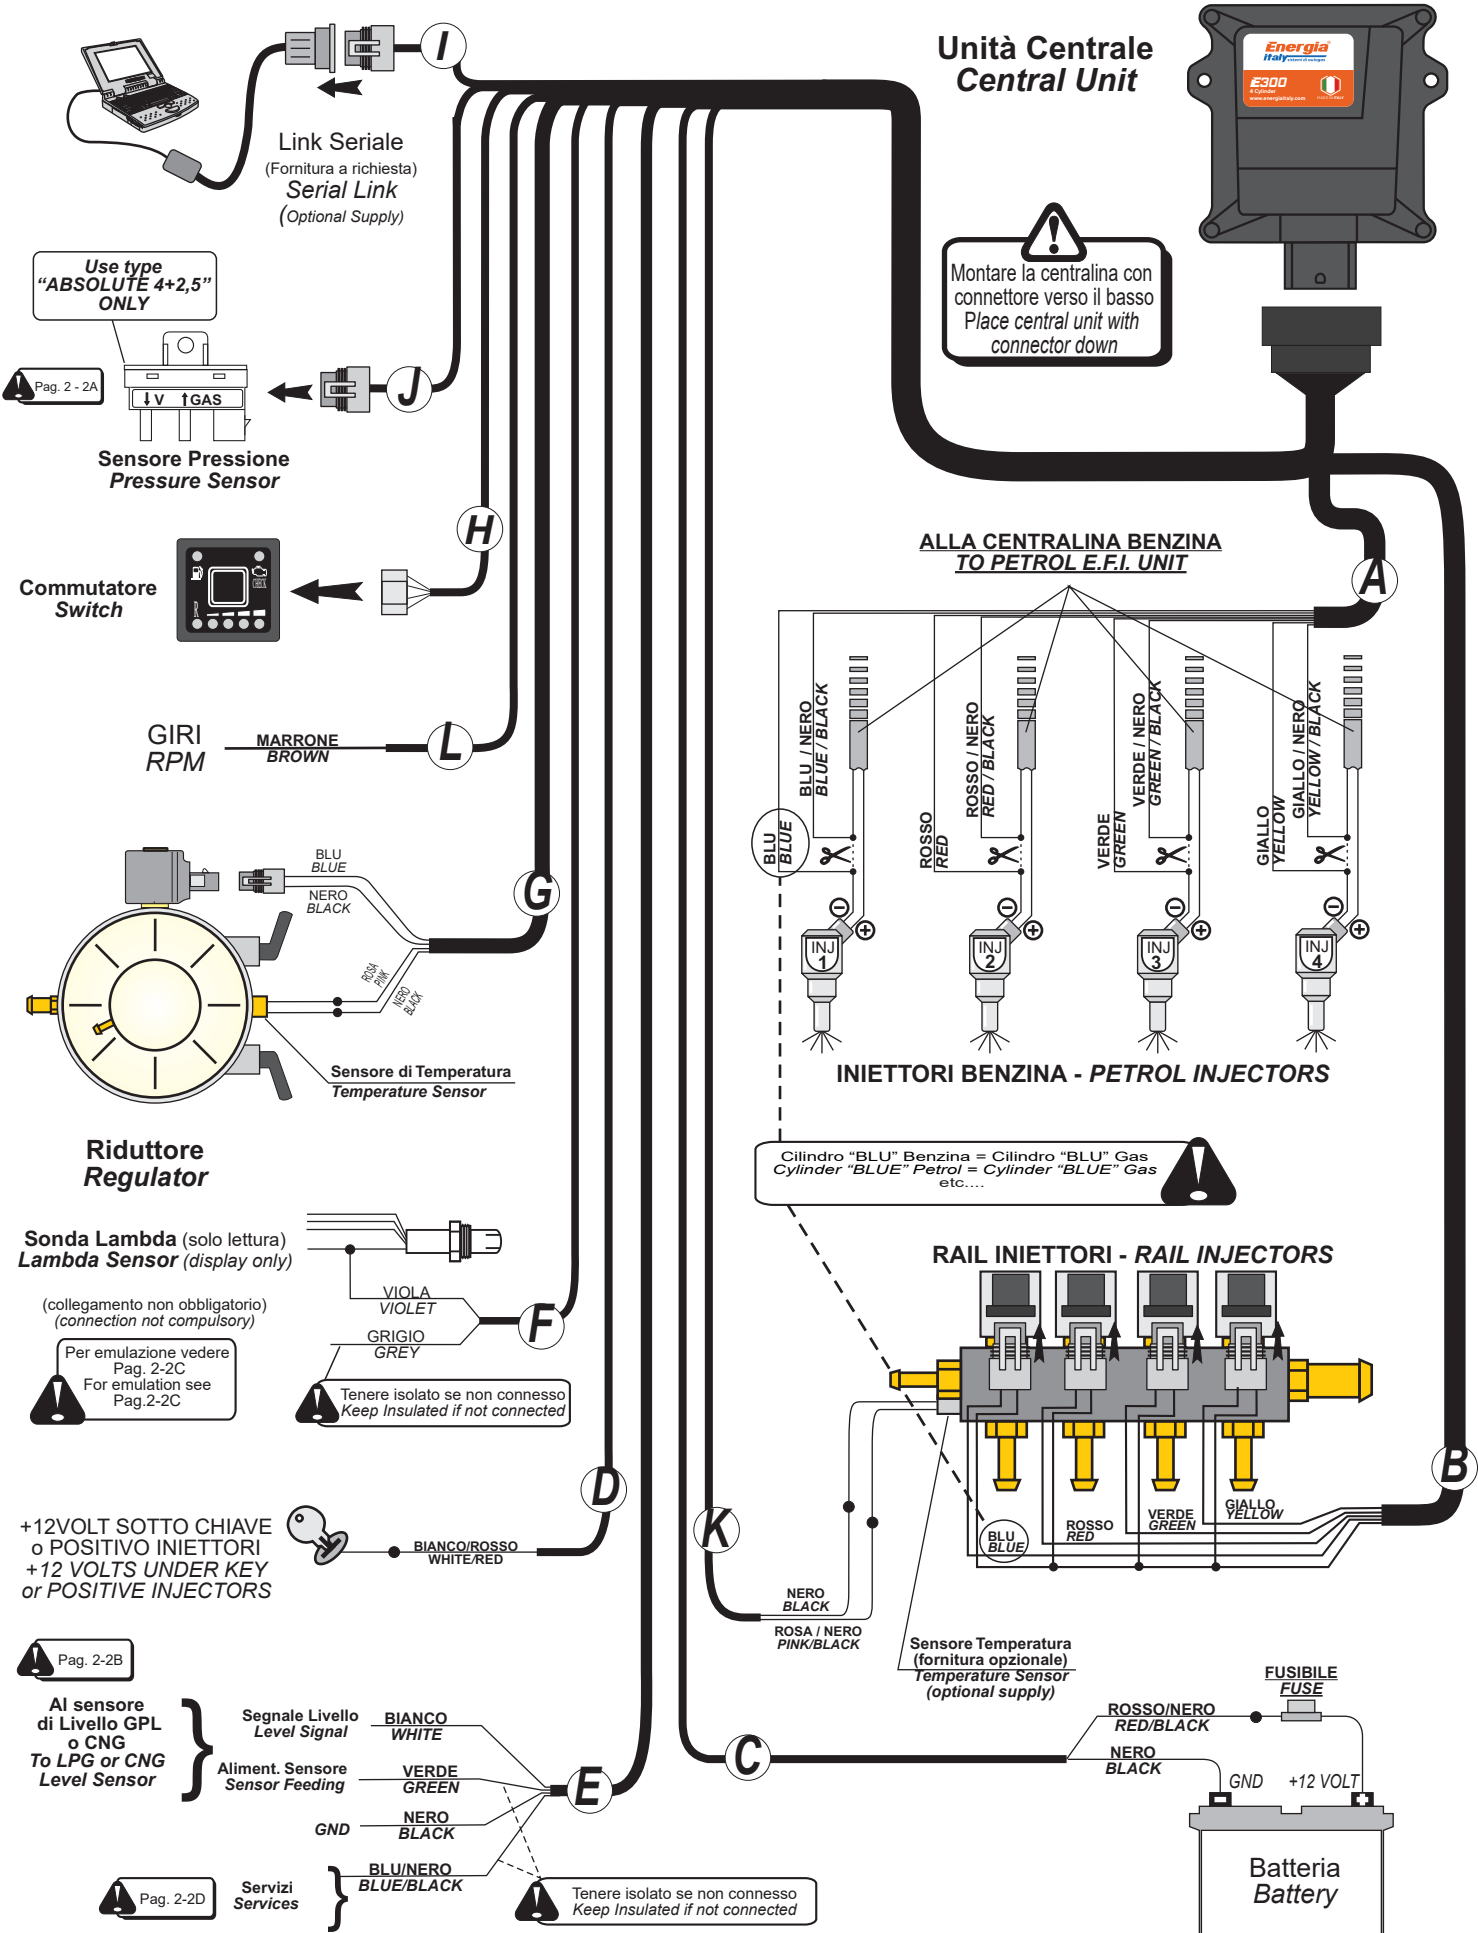 I
Unità Centrale
Central Unit
Energia
italy sistemi di autogas
E300
4 Cylinder
www.energiaitaly.com
MADE IN ITALY
Link Seriale
(Fornitura a richiesta)
Serial Link
(Optional Supply)
Montare la centralina con
connettore verso il basso
Place central unit with
connector down
Use type
“ABSOLUTE 4+2,5”
ONLY
Pag. 2 - 2A
V GAS
J
Sensore Pressione
Pressure Sensor
H
Commutatore
Switch
CHECK
R
ALLA CENTRALINA BENZINA
TO PETROL E.F.I. UNIT
A
BLU / NERO
BLUE / BLACK
ROSSO / NERO
RED / BLACK
VERDE / NERO
GREEN / BLACK
GIALLO / NERO
YELLOW / BLACK
BLU
BLUE
ROSSO
RED
VERDE
GREEN
GIALLO
YELLOW
GIRI
RPM
MARRONE
BROWN
L
BLU
BLUE
NERO
BLACK
G
ROSA
PINK
NERO
BLACK
INJ
1
INJ
2
INJ
3
INJ
4
INIETTORI BENZINA - PETROL INJECTORS
Sensore di Temperatura
Temperature Sensor
Riduttore
Regulator
Cilindro “BLU” Benzina = Cilindro “BLU” Gas
Cylinder “BLUE” Petrol = Cylinder “BLUE” Gas
etc....
Sonda Lambda (solo lettura)
Lambda Sensor (display only)
(collegamento non obbligatorio)
(connection not compulsory)
VIOLA
VIOLET
GRIGIO
GREY
F
Per emulazione vedere
Pag. 2-2C
For emulation see
Pag.2-2C
Tenere isolato se non connesso
Keep Insulated if not connected
RAIL INIETTORI - RAIL INJECTORS
B
BLU
BLUE
ROSSO
RED
VERDE
GREEN
GIALLO
YELLOW
D
K
+12VOLT SOTTO CHIAVE
o POSITIVO INIETTORI
+12 VOLTS UNDER KEY
or POSITIVE INJECTORS
BIANCO/ROSSO
WHITE/RED
NERO
BLACK
ROSA / NERO
PINK/BLACK
Sensore Temperatura
(fornitura opzionale)
Temperature Sensor
(optional supply)
Pag. 2-2B
Al sensore
di Livello GPL
o CNG
To LPG or CNG
Level Sensor
Segnale Livello
Level Signal
BIANCO
WHITE
Aliment. Sensore
Sensor Feeding
VERDE
GREEN
GND
NERO
BLACK
E
C
Pag. 2-2D
Servizi
Services
BLU/NERO
BLUE/BLACK
Tenere isolato se non connesso
Keep Insulated if not connected
FUSIBILE
FUSE
ROSSO/NERO
RED/BLACK
NERO
BLACK
GND
+12 VOLT
Batteria
Battery